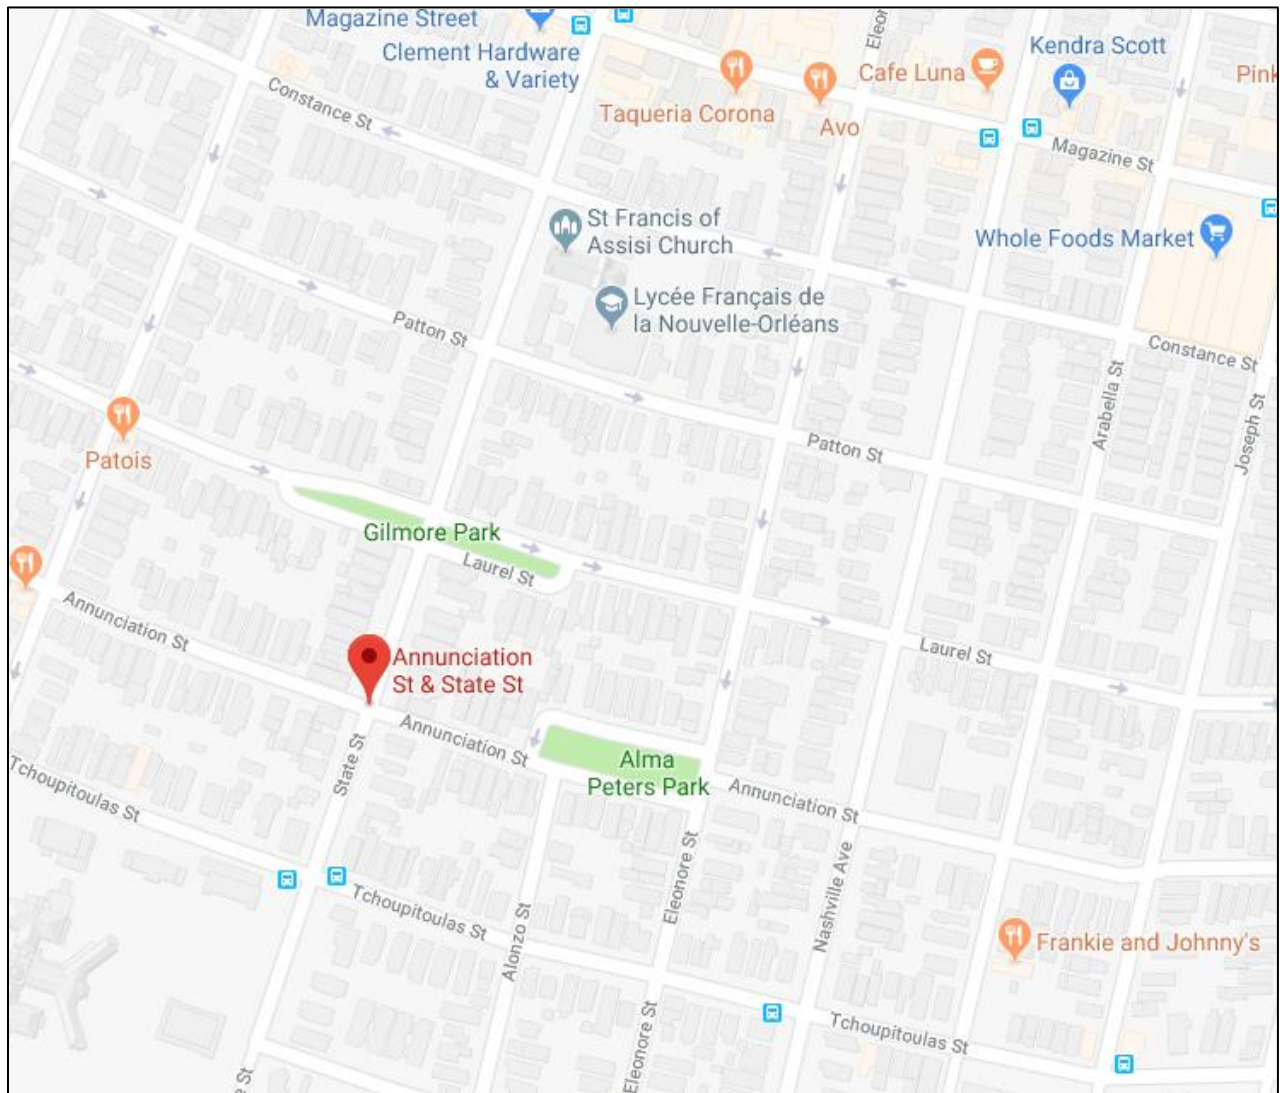 Magazine Street
Clement Hardware
& Variety
Eleo
Kendra Scott
Cafe Luna
Pink
Taqueria Corona
Avo
Constance St
Magazine St
St Francis of
Assisi Church
Whole Foods Market
Lycée Français de
la Nouvelle-Orléans
Patton St
Constance St
Arabella St
Joseph St
Patton St
Patois
Gilmore Park
Laurel St
Annunciation St
Laurel St
Annunciation
St & State St
Annunciation St
State St
Alma
Peters Park
Annunciation St
Tchoupitoulas St
Eleonore St
Nashville Ave
Tchoupitoulas St
Alonzo St
Frankie and Johnny's
Eleonore St
Tchoupitoulas St
e St